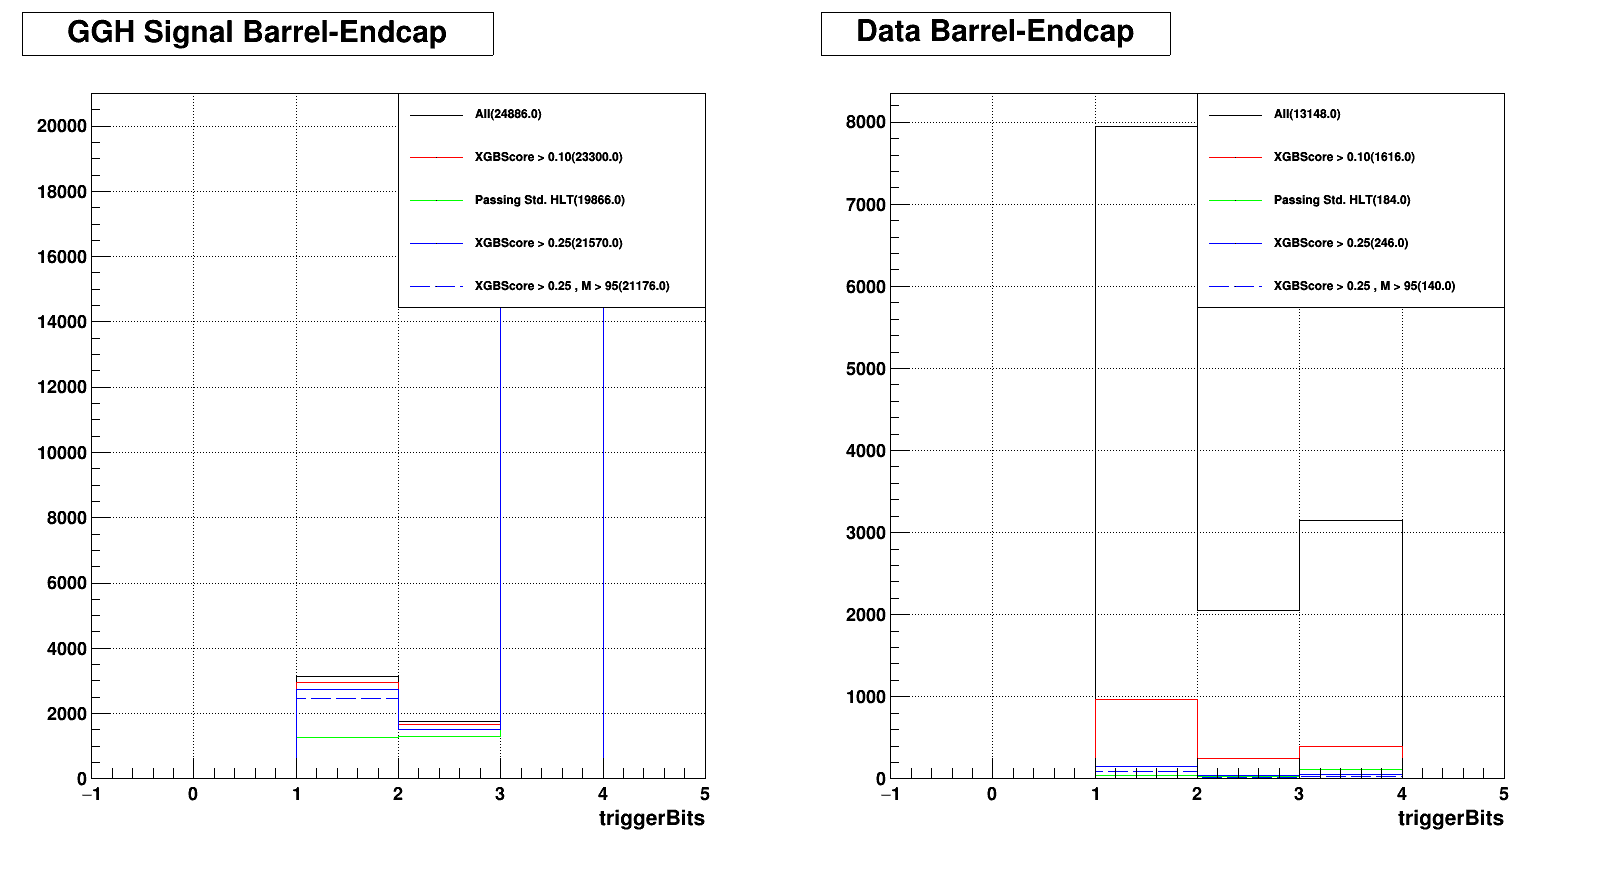 GGH Signal Barrel-Endcap
All(24886.0)
XGBScore > 0.10(23300.0)
Passing Std. HLT(19866.0)
XGBScore > 0.25(21570.0)
XGBScore > 0.25 , M > 95(21176.0)
20000
18000
16000
14000
12000
10000
8000
6000
4000
2000
0
−1 0 1 2 3 4 5
triggerBits
Data Barrel-Endcap
All(13148.0)
XGBScore > 0.10(1616.0)
Passing Std. HLT(184.0)
XGBScore > 0.25(246.0)
XGBScore > 0.25 , M > 95(140.0)
8000
7000
6000
5000
4000
3000
2000
1000
0
−1 0 1 2 3 4 5
triggerBits